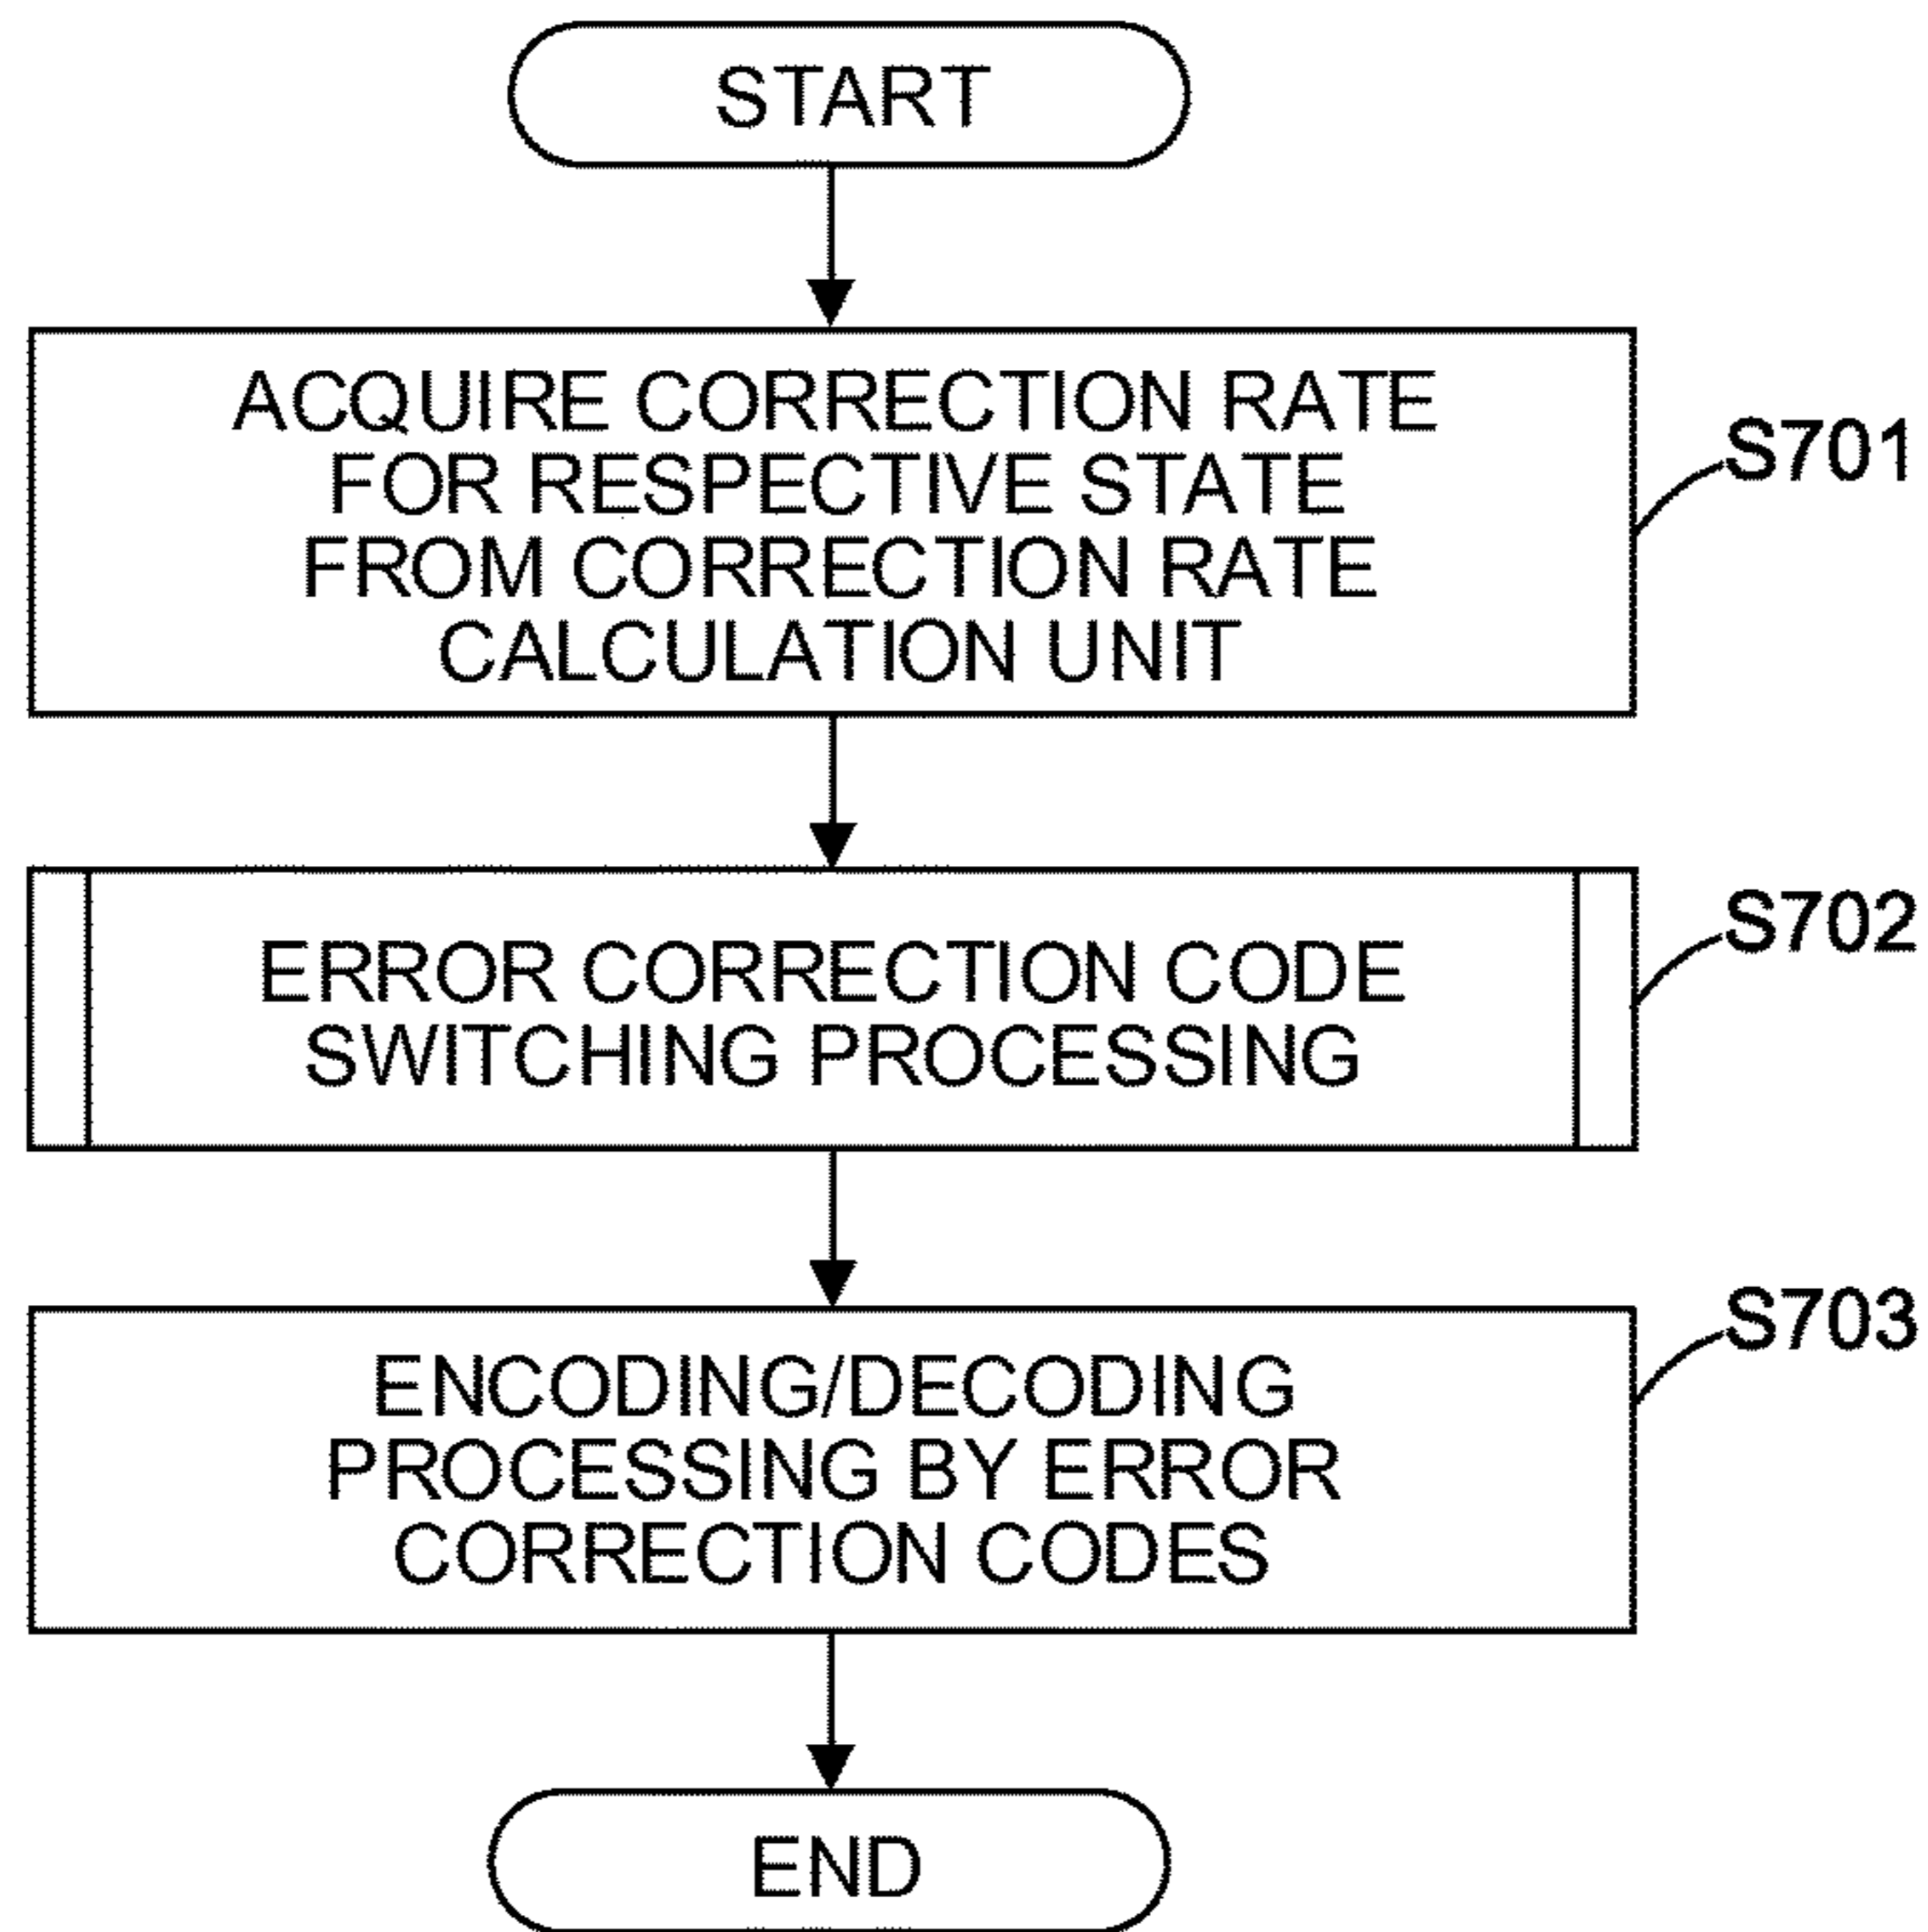 START
ACQUIRE CORRECTION RATE
FOR RESPECTIVE STATE
FROM CORRECTION RATE
CALCULATION UNIT
S701
ERROR CORRECTION CODE
SWITCHING PROCESSING
S702
ENCODING/DECODING
PROCESSING BY ERROR
CORRECTION CODES
S703
END